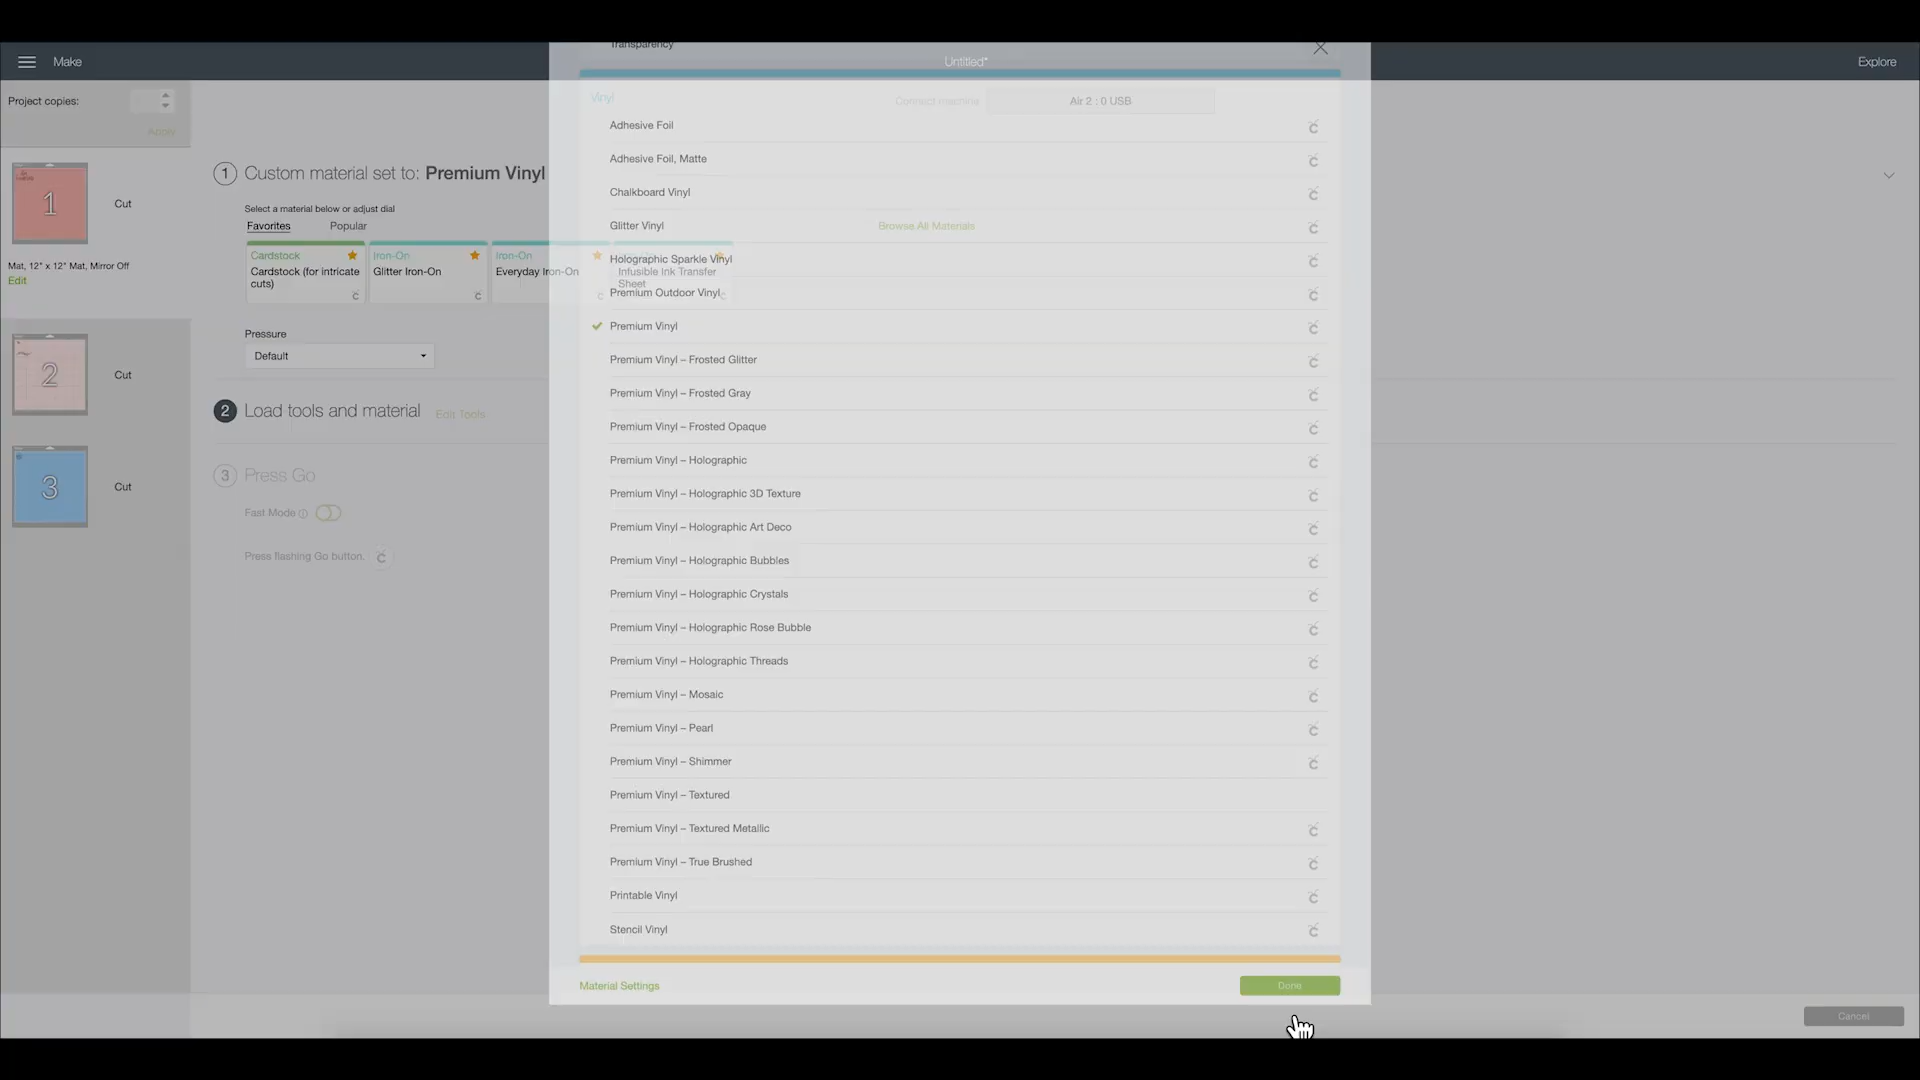 Transparency
Make
Untitled*
Explore
Project copies:
Apply
Vinyl
Connect machine
Air 2 : 0 USB
Adhesive Foil
Adhesive Foil, Matte
Chalkboard Vinyl
Glitter Vinyl
Browse All Materials
Holographic Sparkle Vinyl
Premium Outdoor Vinyl
Premium Vinyl
Premium Vinyl – Frosted Glitter
Premium Vinyl – Frosted Gray
Premium Vinyl – Frosted Opaque
Premium Vinyl – Holographic
Premium Vinyl – Holographic 3D Texture
Premium Vinyl – Holographic Art Deco
Premium Vinyl – Holographic Bubbles
Premium Vinyl – Holographic Crystals
Premium Vinyl – Holographic Rose Bubble
Premium Vinyl – Holographic Threads
Premium Vinyl – Mosaic
Premium Vinyl – Pearl
Premium Vinyl – Shimmer
Premium Vinyl – Textured
Premium Vinyl – Textured Metallic
Premium Vinyl – True Brushed
Printable Vinyl
Stencil Vinyl
Material Settings
Done
1
Cut
Mat, 12" x 12" Mat, Mirror Off
Edit
2
Cut
3
Cut
1 Custom material set to: Premium Vinyl
Select a material below or adjust dial
Favorites Popular
Cardstock
Cardstock (for intricate
cuts)
Iron-On
Glitter Iron-On
Iron-On
Everyday Iron-On
Infusible Ink Transfer
Sheet
Pressure
Default
2 Load tools and material Edit Tools
3 Press Go
Fast Mode
Press flashing Go button.
Cancel